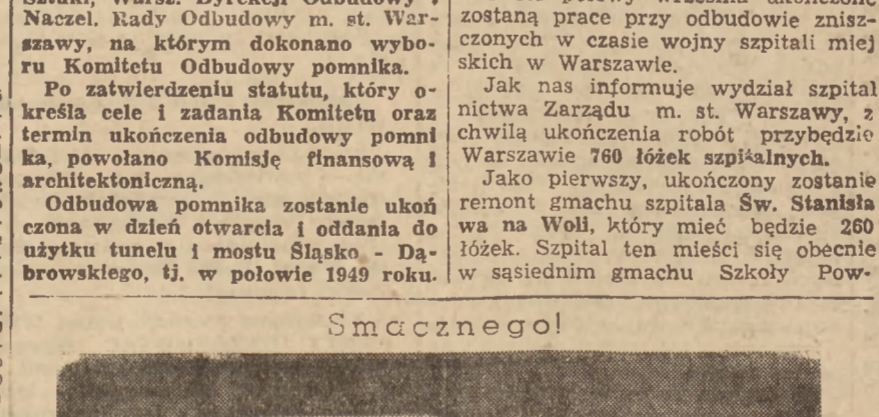 Sztuki, Warsz. Dyrekcji Odbudowy i
Naczel. Rady Odbudowy m. st. War-
szawy, na którym dokonano wybo-
ru Komitetu Odbudowy pomnika.
Po zatwierdzeniu statutu, który o-
kreśla cele i zadania Komitetu oraz
termin ukończenia odbudowy pomni
ka, powołano Komisję finansową i
architektoniczną.
Odbudowa pomnika zostanie ukoń
czona w dzień otwarcia i oddania do
użytku tunelu i mostu Śląsko - Dą-
browskiego, tj. w połowie 1949 roku.
zostaną prace przy odbudowie znisz-
czonych w czasie wojny szpitali miej
skich w Warszawie.
Jak nas informuje wydział szpital
nictwa Zarządu m. st. Warszawy, z
chwilą ukończenia robót przybędzie
Warszawie 760 łóżek szpitalnych.
Jako pierwszy, ukończony zostanie
remont gmachu szpitala Św. Stanisła
wa na Woli, który mieć będzie 260
łóżek. Szpital ten mieści się obecnie
w sąsiednim gmachu Szkoły Pow-
Smacznego!